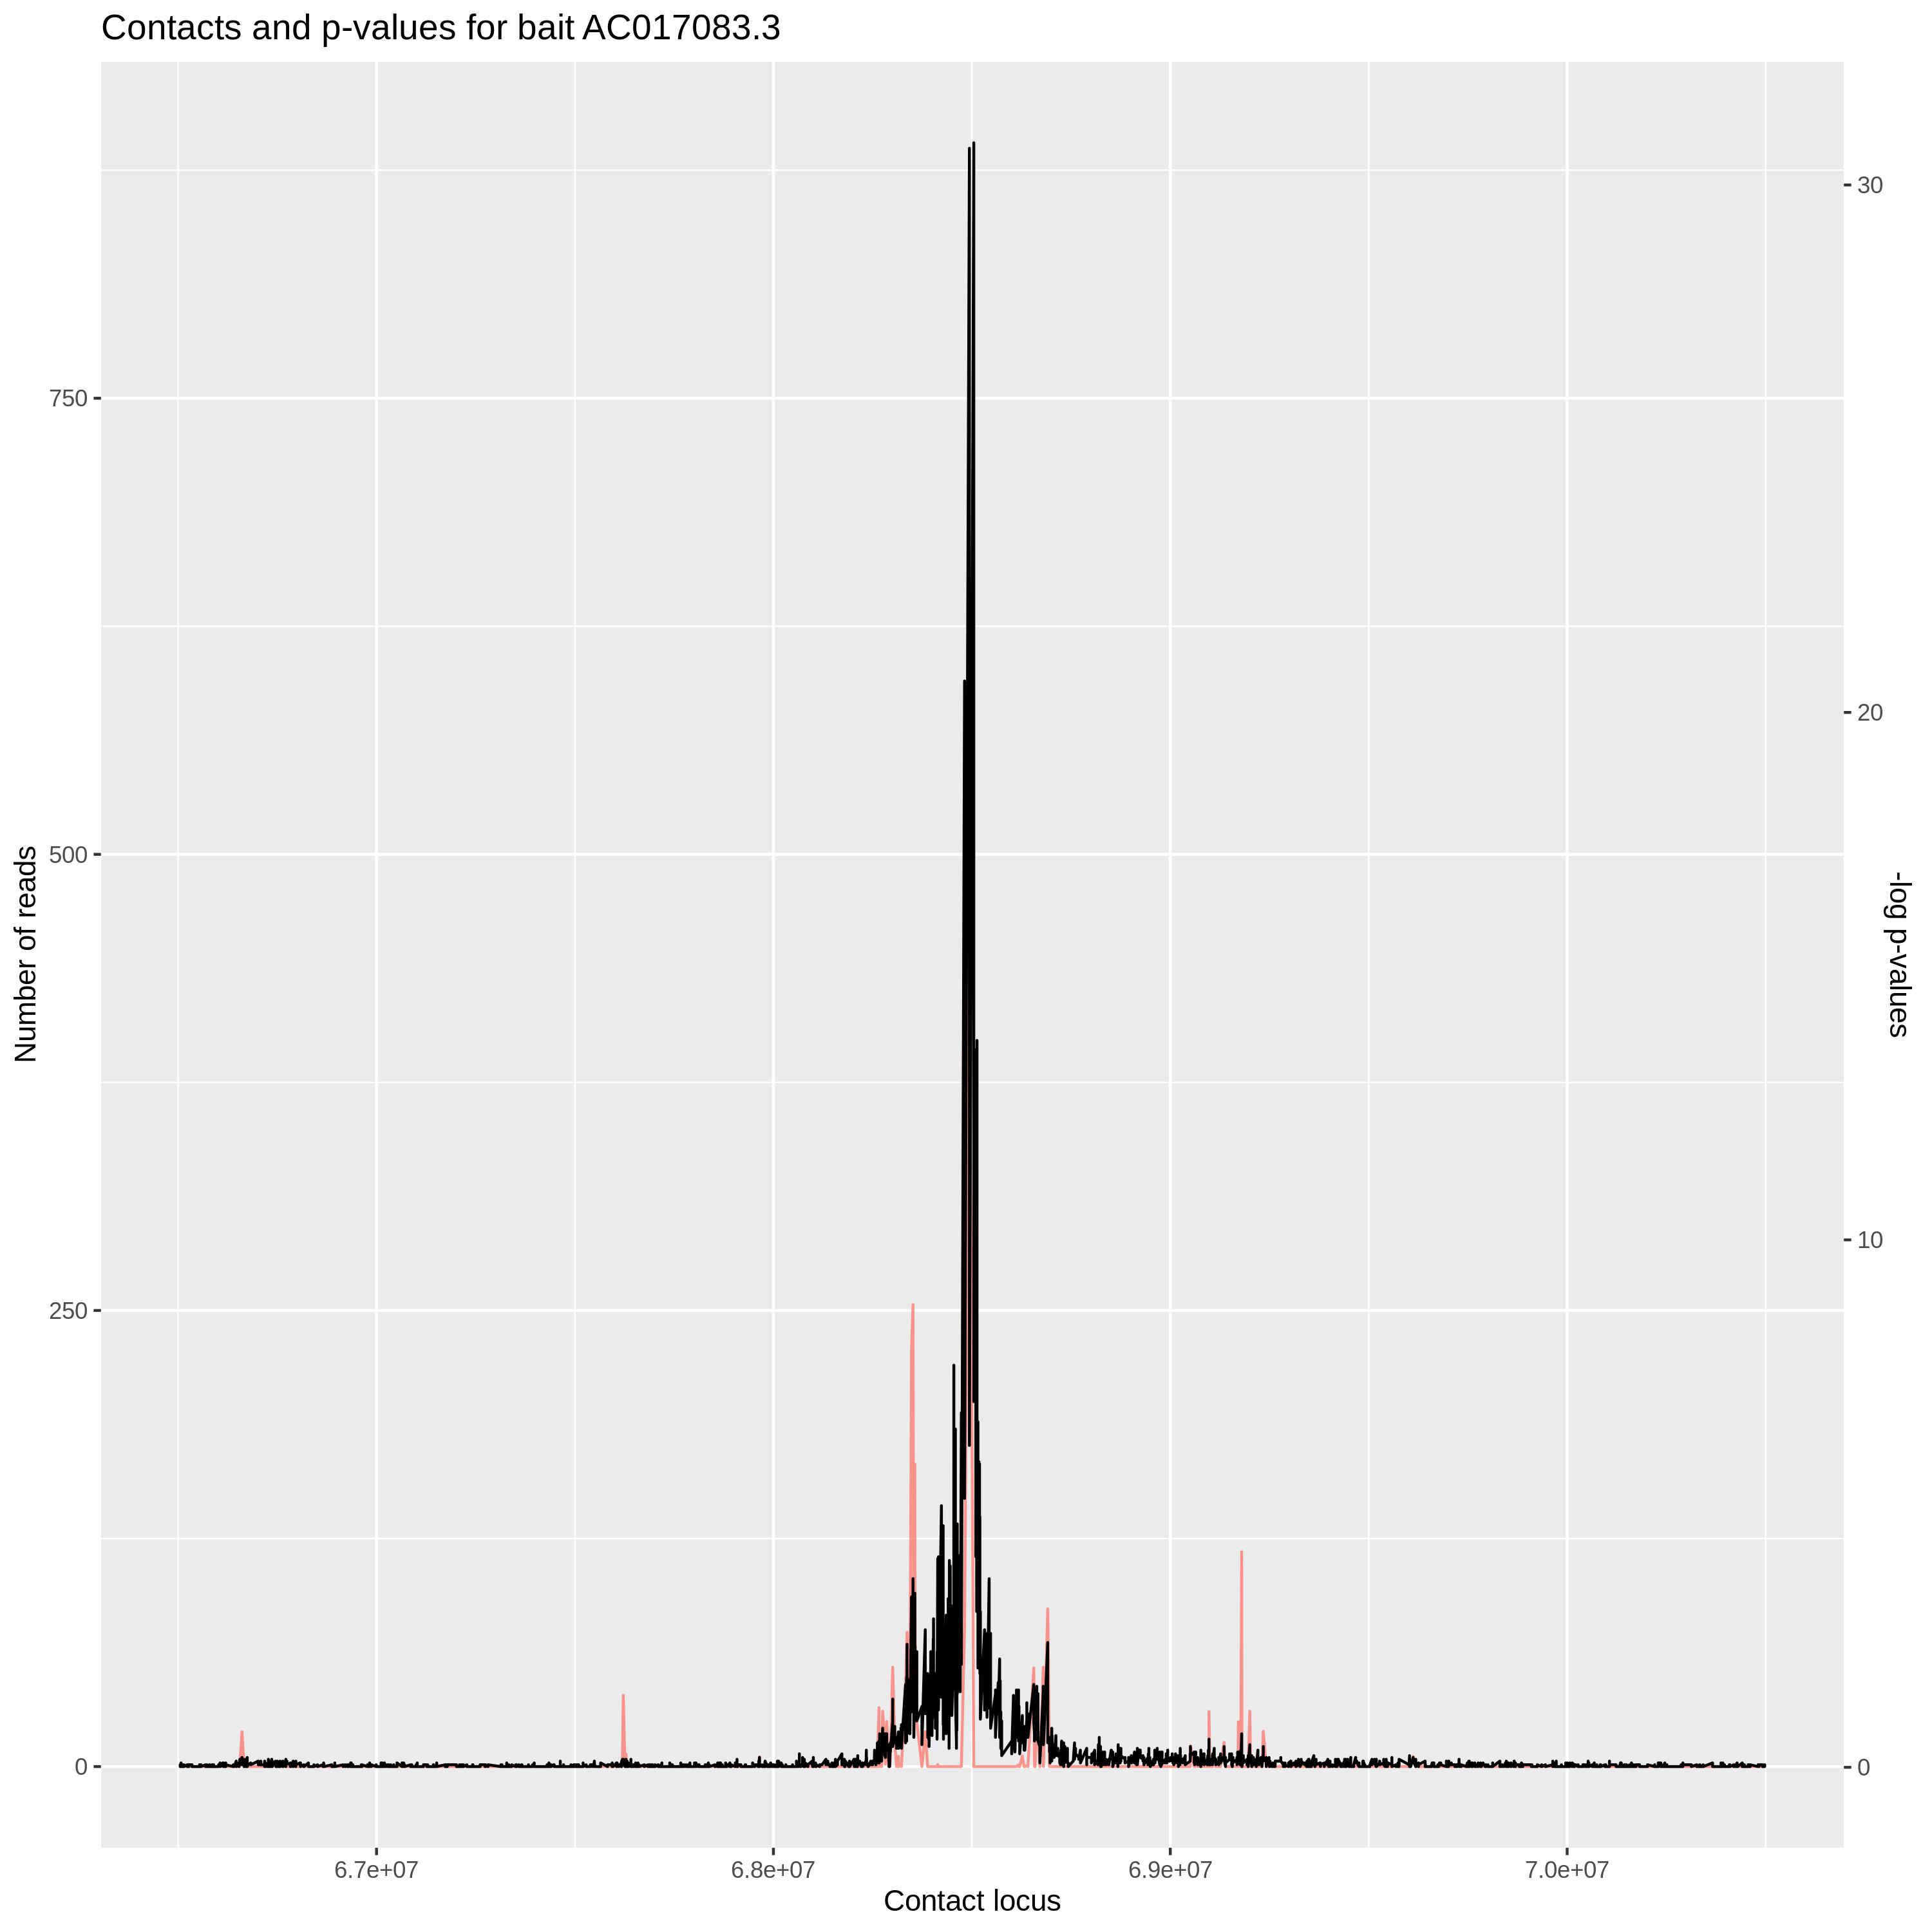 Contacts and p-values for bait AC017083.3
Number of reads
750
500
250
0
30
20
10
0
-log p-values
6.7e+07 6.8e+07 6.9e+07 7.0e+07
Contact locus